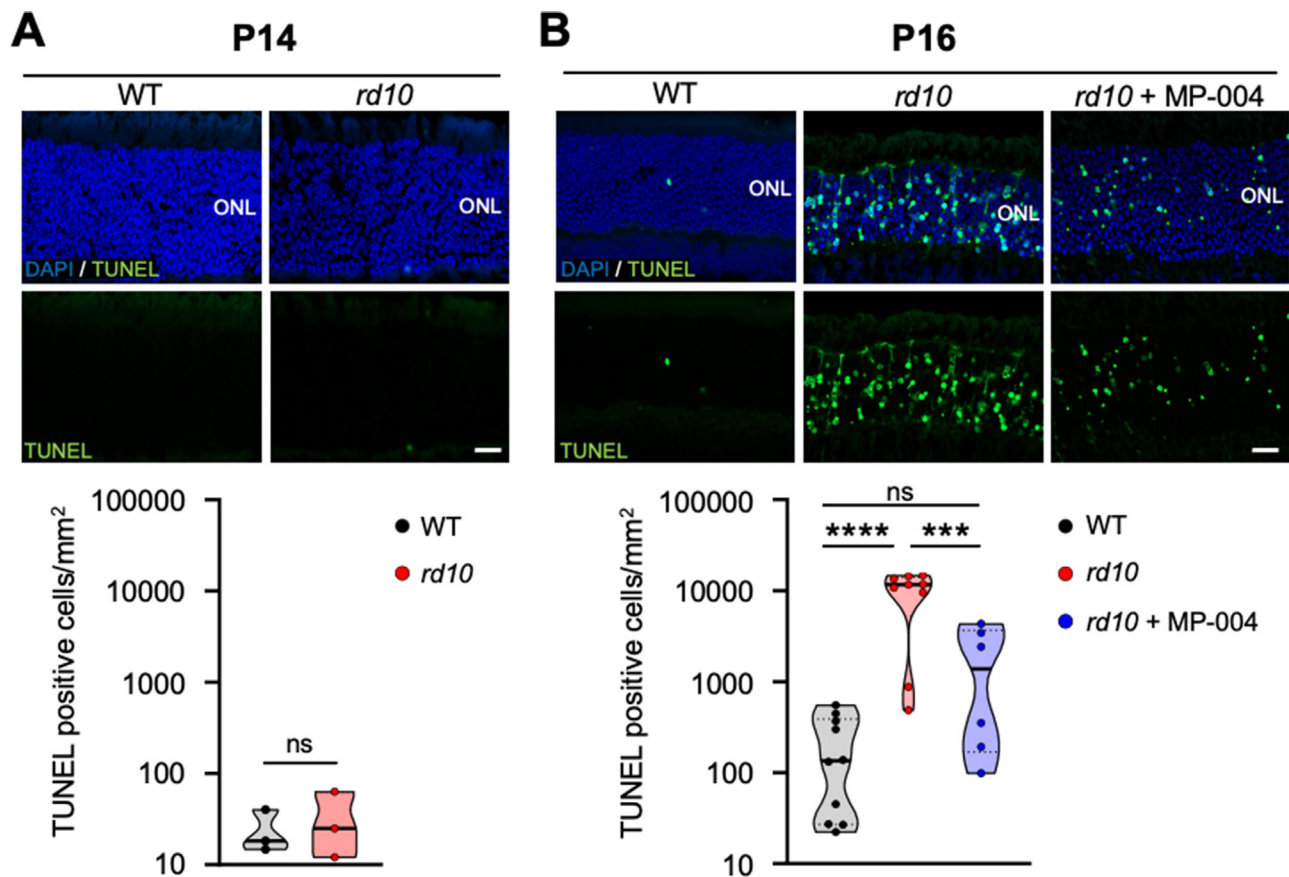 A
P14
WT
rd10
ONL
ONL
DAPI / TUNEL
TUNEL
TUNEL positive cells/mm²
100000
10000
1000
100
10
ns
WT
rd10
B
P16
WT
rd10
rd10 + MP-004
ONL
ONL
ONL
DAPI / TUNEL
TUNEL
TUNEL positive cells/mm²
100000
10000
1000
100
10
ns
**** ***
WT
rd10
rd10 + MP-004